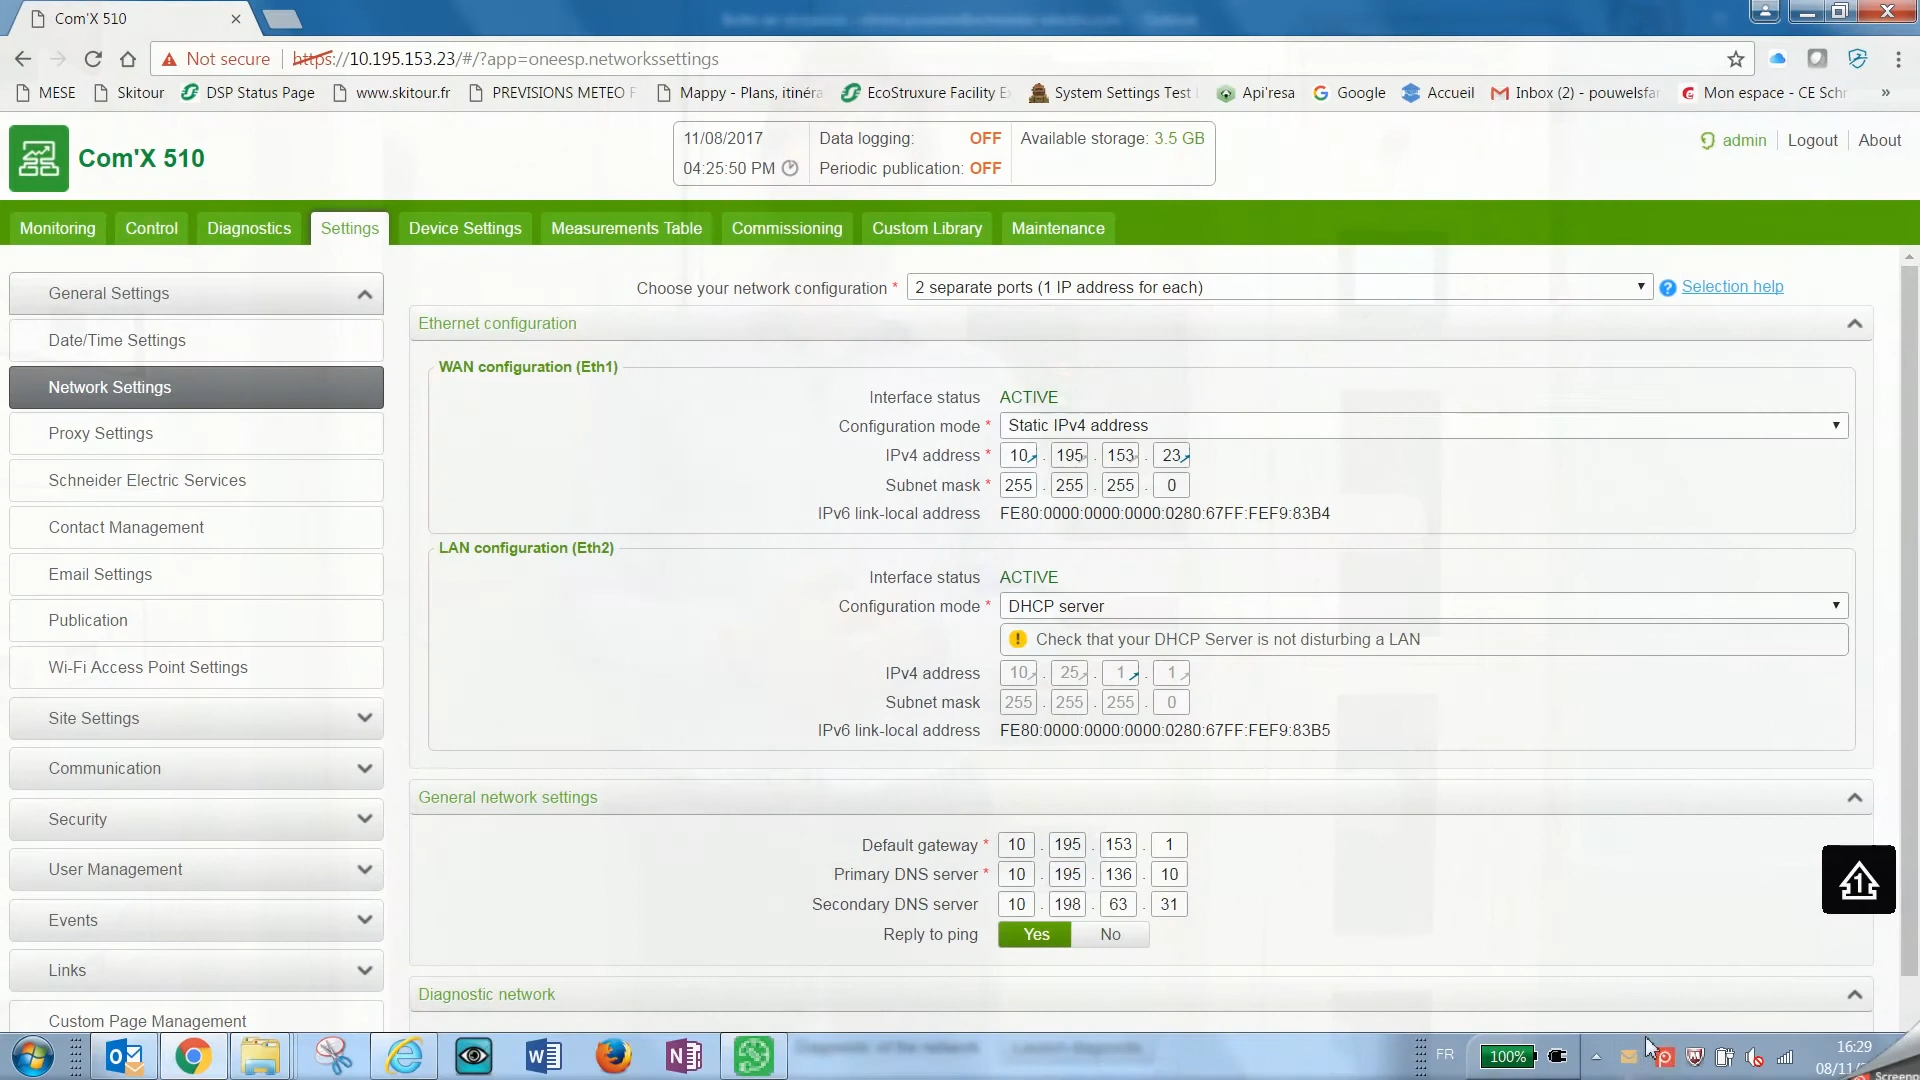 Com'X 510
Not secure https://10.195.153.23/#/?app=oneesp.networkssettings
MESE Skitour DSP Status Page www.skitour.fr PREVISIONS METEO F Mappy - Plans, itinéra EcoStruxure Facility E System Settings Test Api'resa Google Accueil Inbox (2) - pouwelsfar Mon espace - CE Schn »
Com'X 510
11/08/2017 Data logging: OFF Available storage: 3.5 GB
04:25:50 PM Periodic publication: OFF
admin Logout About
Monitoring Control Diagnostics Settings Device Settings Measurements Table Commissioning Custom Library Maintenance
General Settings
Date/Time Settings
Network Settings
Proxy Settings
Schneider Electric Services
Contact Management
Email Settings
Publication
Wi-Fi Access Point Settings
Site Settings
Communication
Security
User Management
Events
Links
Custom Page Management
Choose your network configuration * 2 separate ports (1 IP address for each) ? Selection help
Ethernet configuration
WAN configuration (Eth1)
Interface status ACTIVE
Configuration mode * Static IPv4 address
IPv4 address * 10 . 195 . 153 . 23
Subnet mask * 255 . 255 . 255 . 0
IPv6 link-local address FE80:0000:0000:0000:0280:67FF:FEF9:83B4
LAN configuration (Eth2)
Interface status ACTIVE
Configuration mode * DHCP server
! Check that your DHCP Server is not disturbing a LAN
IPv4 address 10 . 25 . 1 . 1
Subnet mask 255 . 255 . 255 . 0
IPv6 link-local address FE80:0000:0000:0000:0280:67FF:FEF9:83B5
General network settings
Default gateway * 10 . 195 . 153 . 1
Primary DNS server * 10 . 195 . 136 . 10
Secondary DNS server 10 . 198 . 63 . 31
Reply to ping Yes No
Diagnostic network
1
FR 100% 16:29
08/11/